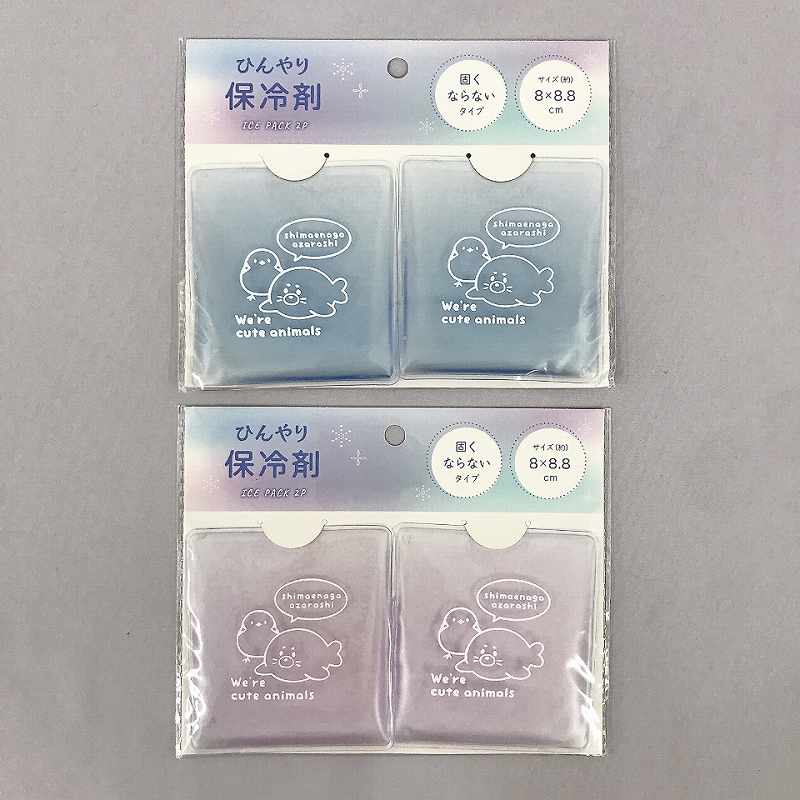 ひんやり
保冷剤
ICE PACK 2P
固く
ならない
タイプ
サイズ(約)
8×8.8
cm
shimaenaga
azarashi
We're
cute animals
shimaenaga
azarashi
We're
cute animals
ひんやり
保冷剤
ICE PACK 2P
固く
ならない
タイプ
サイズ(約)
8×8.8
cm
shimaenaga
azarashi
We're
cute animals
shimaenaga
azarashi
We're
cute animals